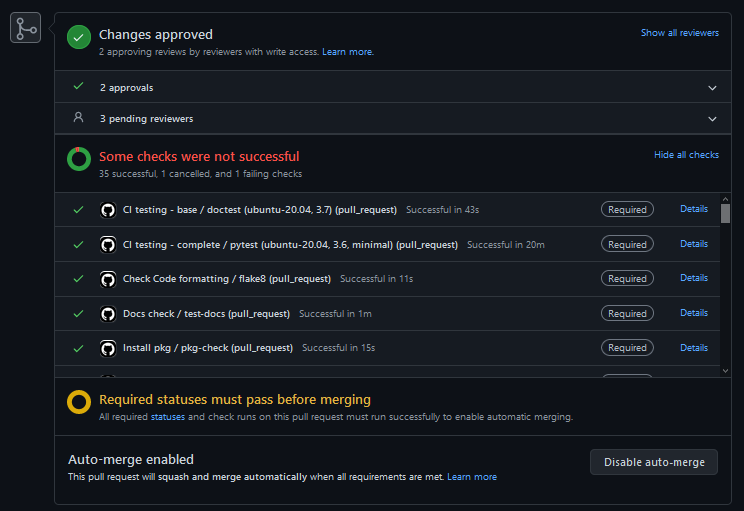 Changes approved
Show all reviewers
2 approving reviews by reviewers with write access. Learn more.
2 approvals
3 pending reviewers
Some checks were not successful
Hide all checks
35 successful, 1 cancelled, and 1 failing checks
CI testing - base / doctest (ubuntu-20.04, 3.7) (pull_request) Successful in 43s Required Details
CI testing - complete / pytest (ubuntu-20.04, 3.6, minimal) (pull_request) Successful in 20m Required Details
Check Code formatting / flake8 (pull_request) Successful in 11s Required Details
Docs check / test-docs (pull_request) Successful in 1m Required Details
Install pkg / pkg-check (pull_request) Successful in 15s Required Details
Required statuses must pass before merging
All required statuses and check runs on this pull request must run successfully to enable automatic merging.
Auto-merge enabled
Disable auto-merge
This pull request will squash and merge automatically when all requirements are met. Learn more